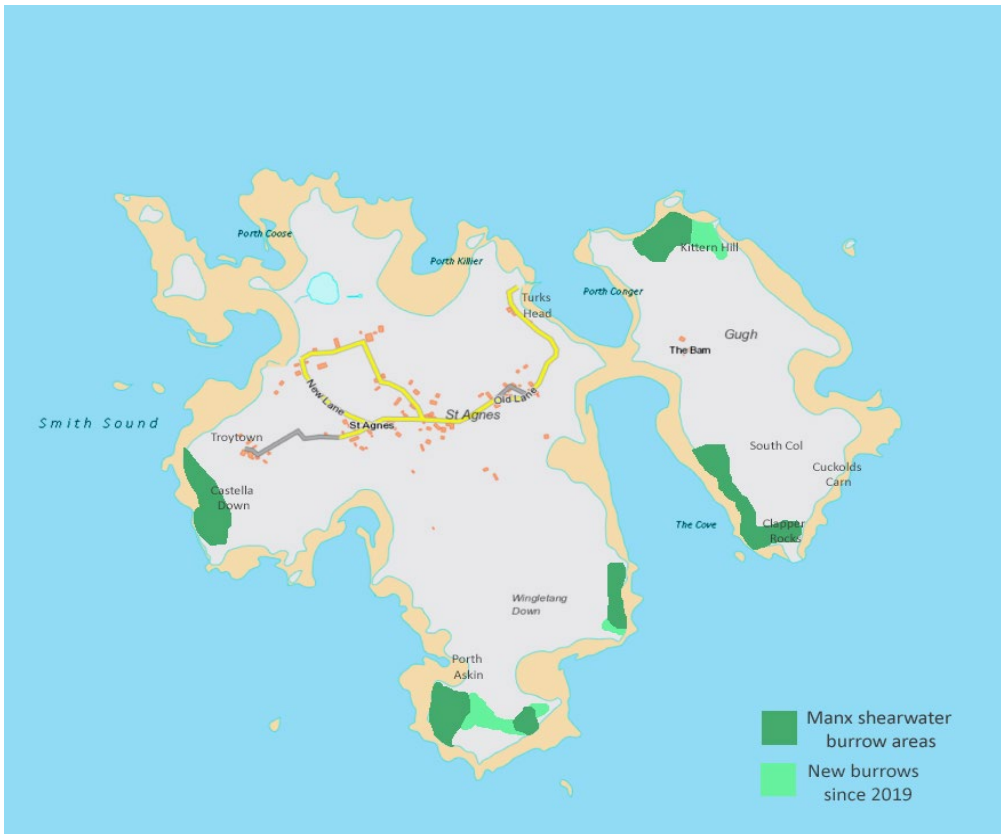 Porth Coose
Porth Killier
Kittern Hill
Porth Conger
Turks
Head
Gugh
The Barn
New Lane
Old Lane
St Agnes
St Agnes
Smith Sound
Troytown
South Col
Cuckolds
Carn
Castella
Down
The Cove
Clapper
Rocks
Wingletang
Down
Porth
Askin
Manx shearwater
burrow areas
New burrows
since 2019